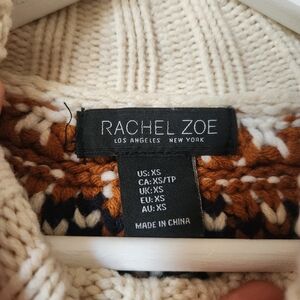 RACHEL ZOE
LOS ANGELES NEW YORK
US:XS
CA:XS/TP
UK:XS
EU:XS
AU:XS
MADE IN CHINA